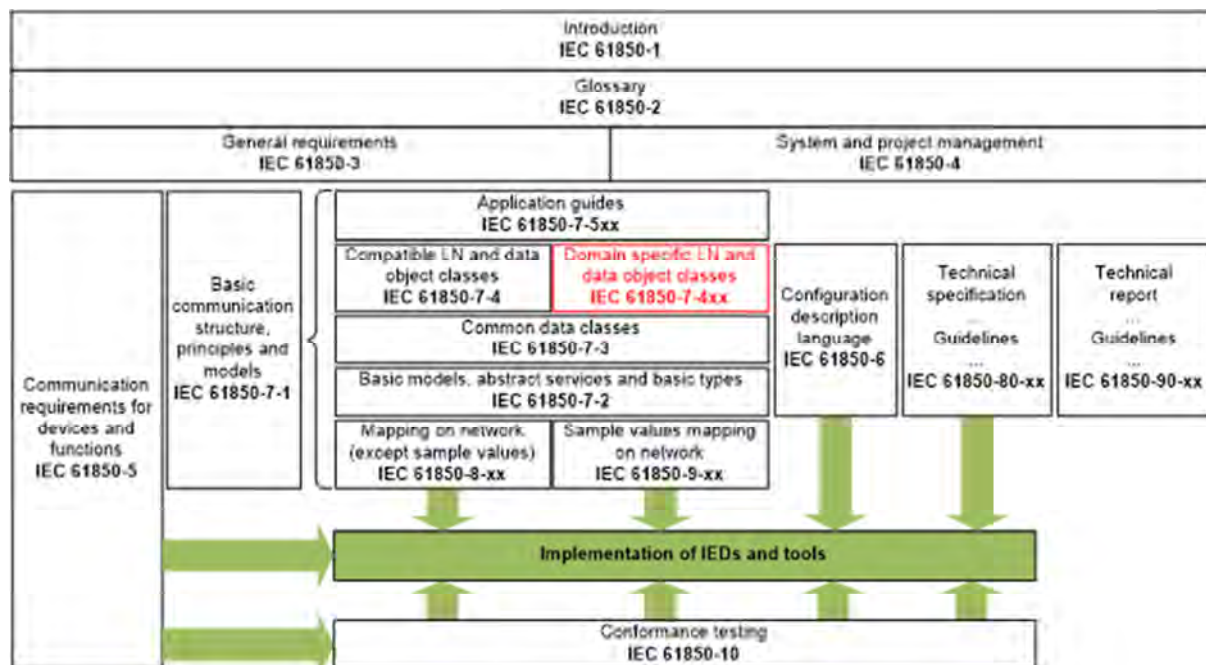 Introduction
IEC 61850-1
Glossary
IEC 61850-2
General requirements
IEC 61850-3
System and project management
IEC 61850-4
Communication
requirements for
devices and
functions
IEC 61850-5
Basic
communication
structure,
principles and
models
IEC 61850-7-1
Application guides
IEC 61850-7-5xx
Compatible LN and data
object classes
IEC 61850-7-4
Domain specific LN and
data object classes
IEC 61850-7-4xx
Common data classes
IEC 61850-7-3
Basic models, abstract services and basic types
IEC 61850-7-2
Mapping on network
(except sample values)
IEC 61850-8-xx
Sample values mapping
on network
IEC 61850-9-xx
Configuration
description
language
IEC 61850-6
Technical
specification
...
Guidelines
...
IEC 61850-80-xx
Technical
report
...
Guidelines
...
IEC 61850-90-xx
Implementation of IEDs and tools
Conformance testing
IEC 61850-10